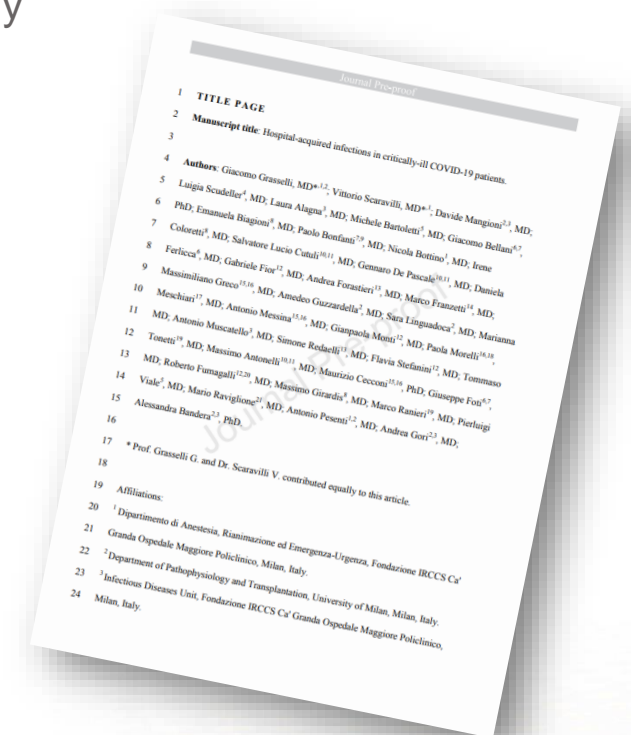 y
Journal Pre-proof
1 TITLE PAGE
2 Manuscript title: Hospital-acquired infections in critically-ill COVID-19 patients.
3
4 Authors: Giacomo Grasselli, MD*,1,2; Vittorio Scaravilli, MD*,1; Davide Mangioni2,3, MD;
5 Luigia Scudeller4, MD; Laura Alagna3, MD; Michele Bartoletti5, MD; Giacomo Bellani6,7,
6 PhD; Emanuela Biagioni8, MD; Paolo Bonfanti7,9, MD; Nicola Bottino1, MD; Irene
7 Coloretti8, MD; Salvatore Lucio Cutuli10,11, MD; Gennaro De Pascale10,11, MD; Daniela
8 Ferlicca6, MD; Gabriele Fior12, MD; Andrea Forastieri13, MD; Marco Franzetti14, MD;
9 Massimiliano Greco15,16, MD; Amedeo Guzzardella2, MD; Sara Linguadoca2, MD; Marianna
10 Meschiari17, MD; Antonio Messina15,16, MD; Gianpaola Monti12, MD; Paola Morelli16,18,
11 MD; Antonio Muscatello3, MD; Simone Redaelli13, MD; Flavia Stefanini12, MD; Tommaso
12 Tonetti19, MD; Massimo Antonelli10,11, MD; Maurizio Cecconi15,16, PhD; Giuseppe Foti6,7,
13 MD; Roberto Fumagalli12,20, MD; Massimo Girardis8, MD; Marco Ranieri19, MD; Pierluigi
14 Viale5, MD; Mario Raviglione21, MD; Antonio Pesenti1,2, MD; Andrea Gori2,3, MD;
15 Alessandra Bandera2,3, PhD.
16
17 * Prof. Grasselli G. and Dr. Scaravilli V. contributed equally to this article.
18
19 Affiliations:
20 1 Dipartimento di Anestesia, Rianimazione ed Emergenza-Urgenza, Fondazione IRCCS Ca'
21 Granda Ospedale Maggiore Policlinico, Milan, Italy.
22 2 Department of Pathophysiology and Transplantation, University of Milan, Milan, Italy.
23 3 Infectious Diseases Unit, Fondazione IRCCS Ca' Granda Ospedale Maggiore Policlinico,
24 Milan, Italy.
Journal Pre-proof